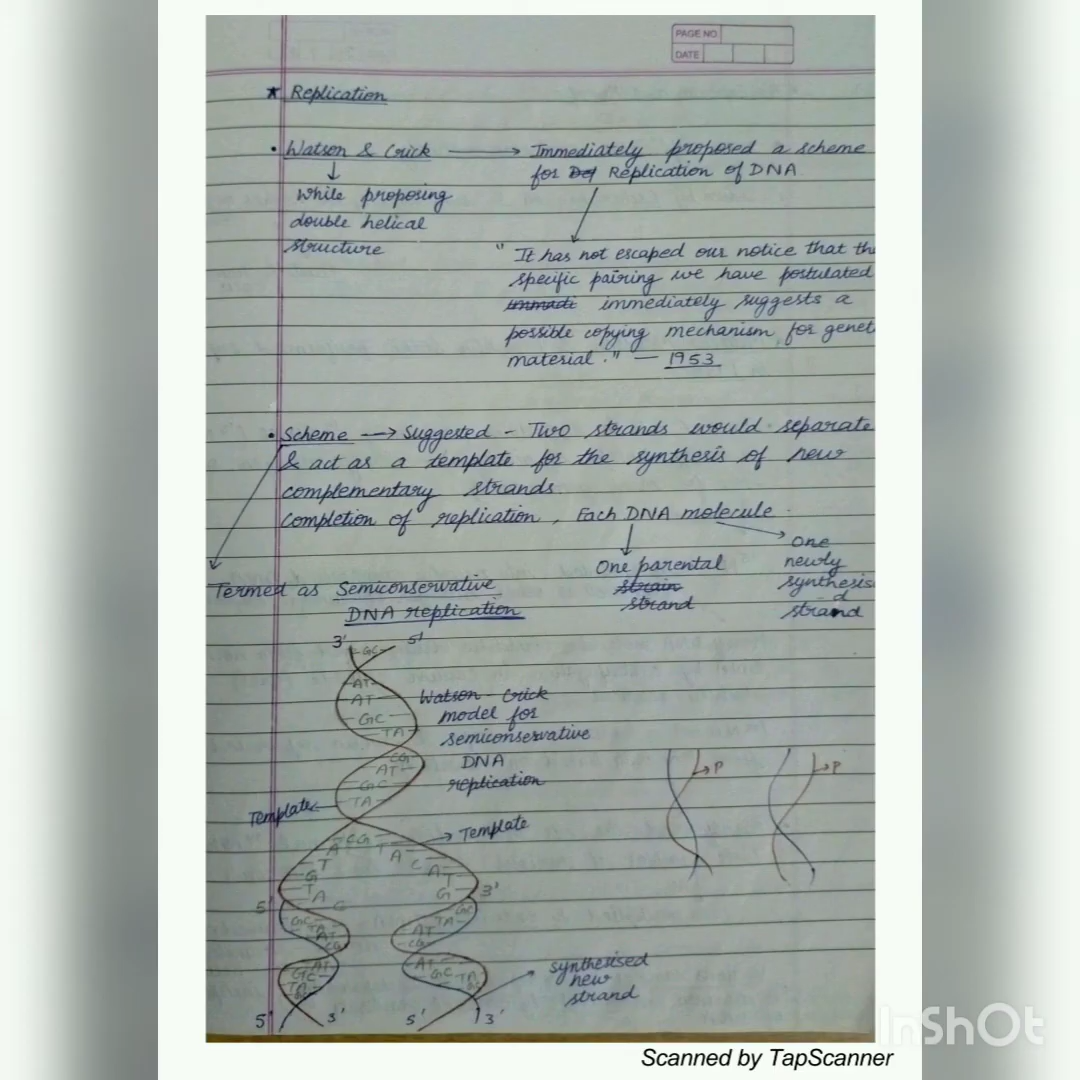 PAGE NO
DATE
★ Replication
• Watson & Crick → Immediately proposed a scheme
for Replication of DNA
↓
While proposing
double helical
structure
" It has not escaped our notice that the
specific pairing we have postulated
immadi immediately suggests a
possible copying mechanism for genet
material." — 1953
• Scheme → Suggested - Two strands would separate
& act as a template for the synthesis of new
complementary strands.
Completion of replication, Each DNA molecule.
One parental
strain
strand
One
newly
synthesis
d
strand
Termed as Semiconservative
DNA replication
3' 5'
GC
AT
AT
GC
TA
CG
AT
GC
TA
Watson - Crick
model for
semiconservative
DNA
replication
→P →P
Template
→ Template
A C C G T A C A T
T
G G
T
A G
5' 3'
GC GC
TA TA
AT AT
CG CG
AT AT
GC GC
TA TA
synthesised
new
strand
5' 3' 5' 3'
InShOt
Scanned by TapScanner